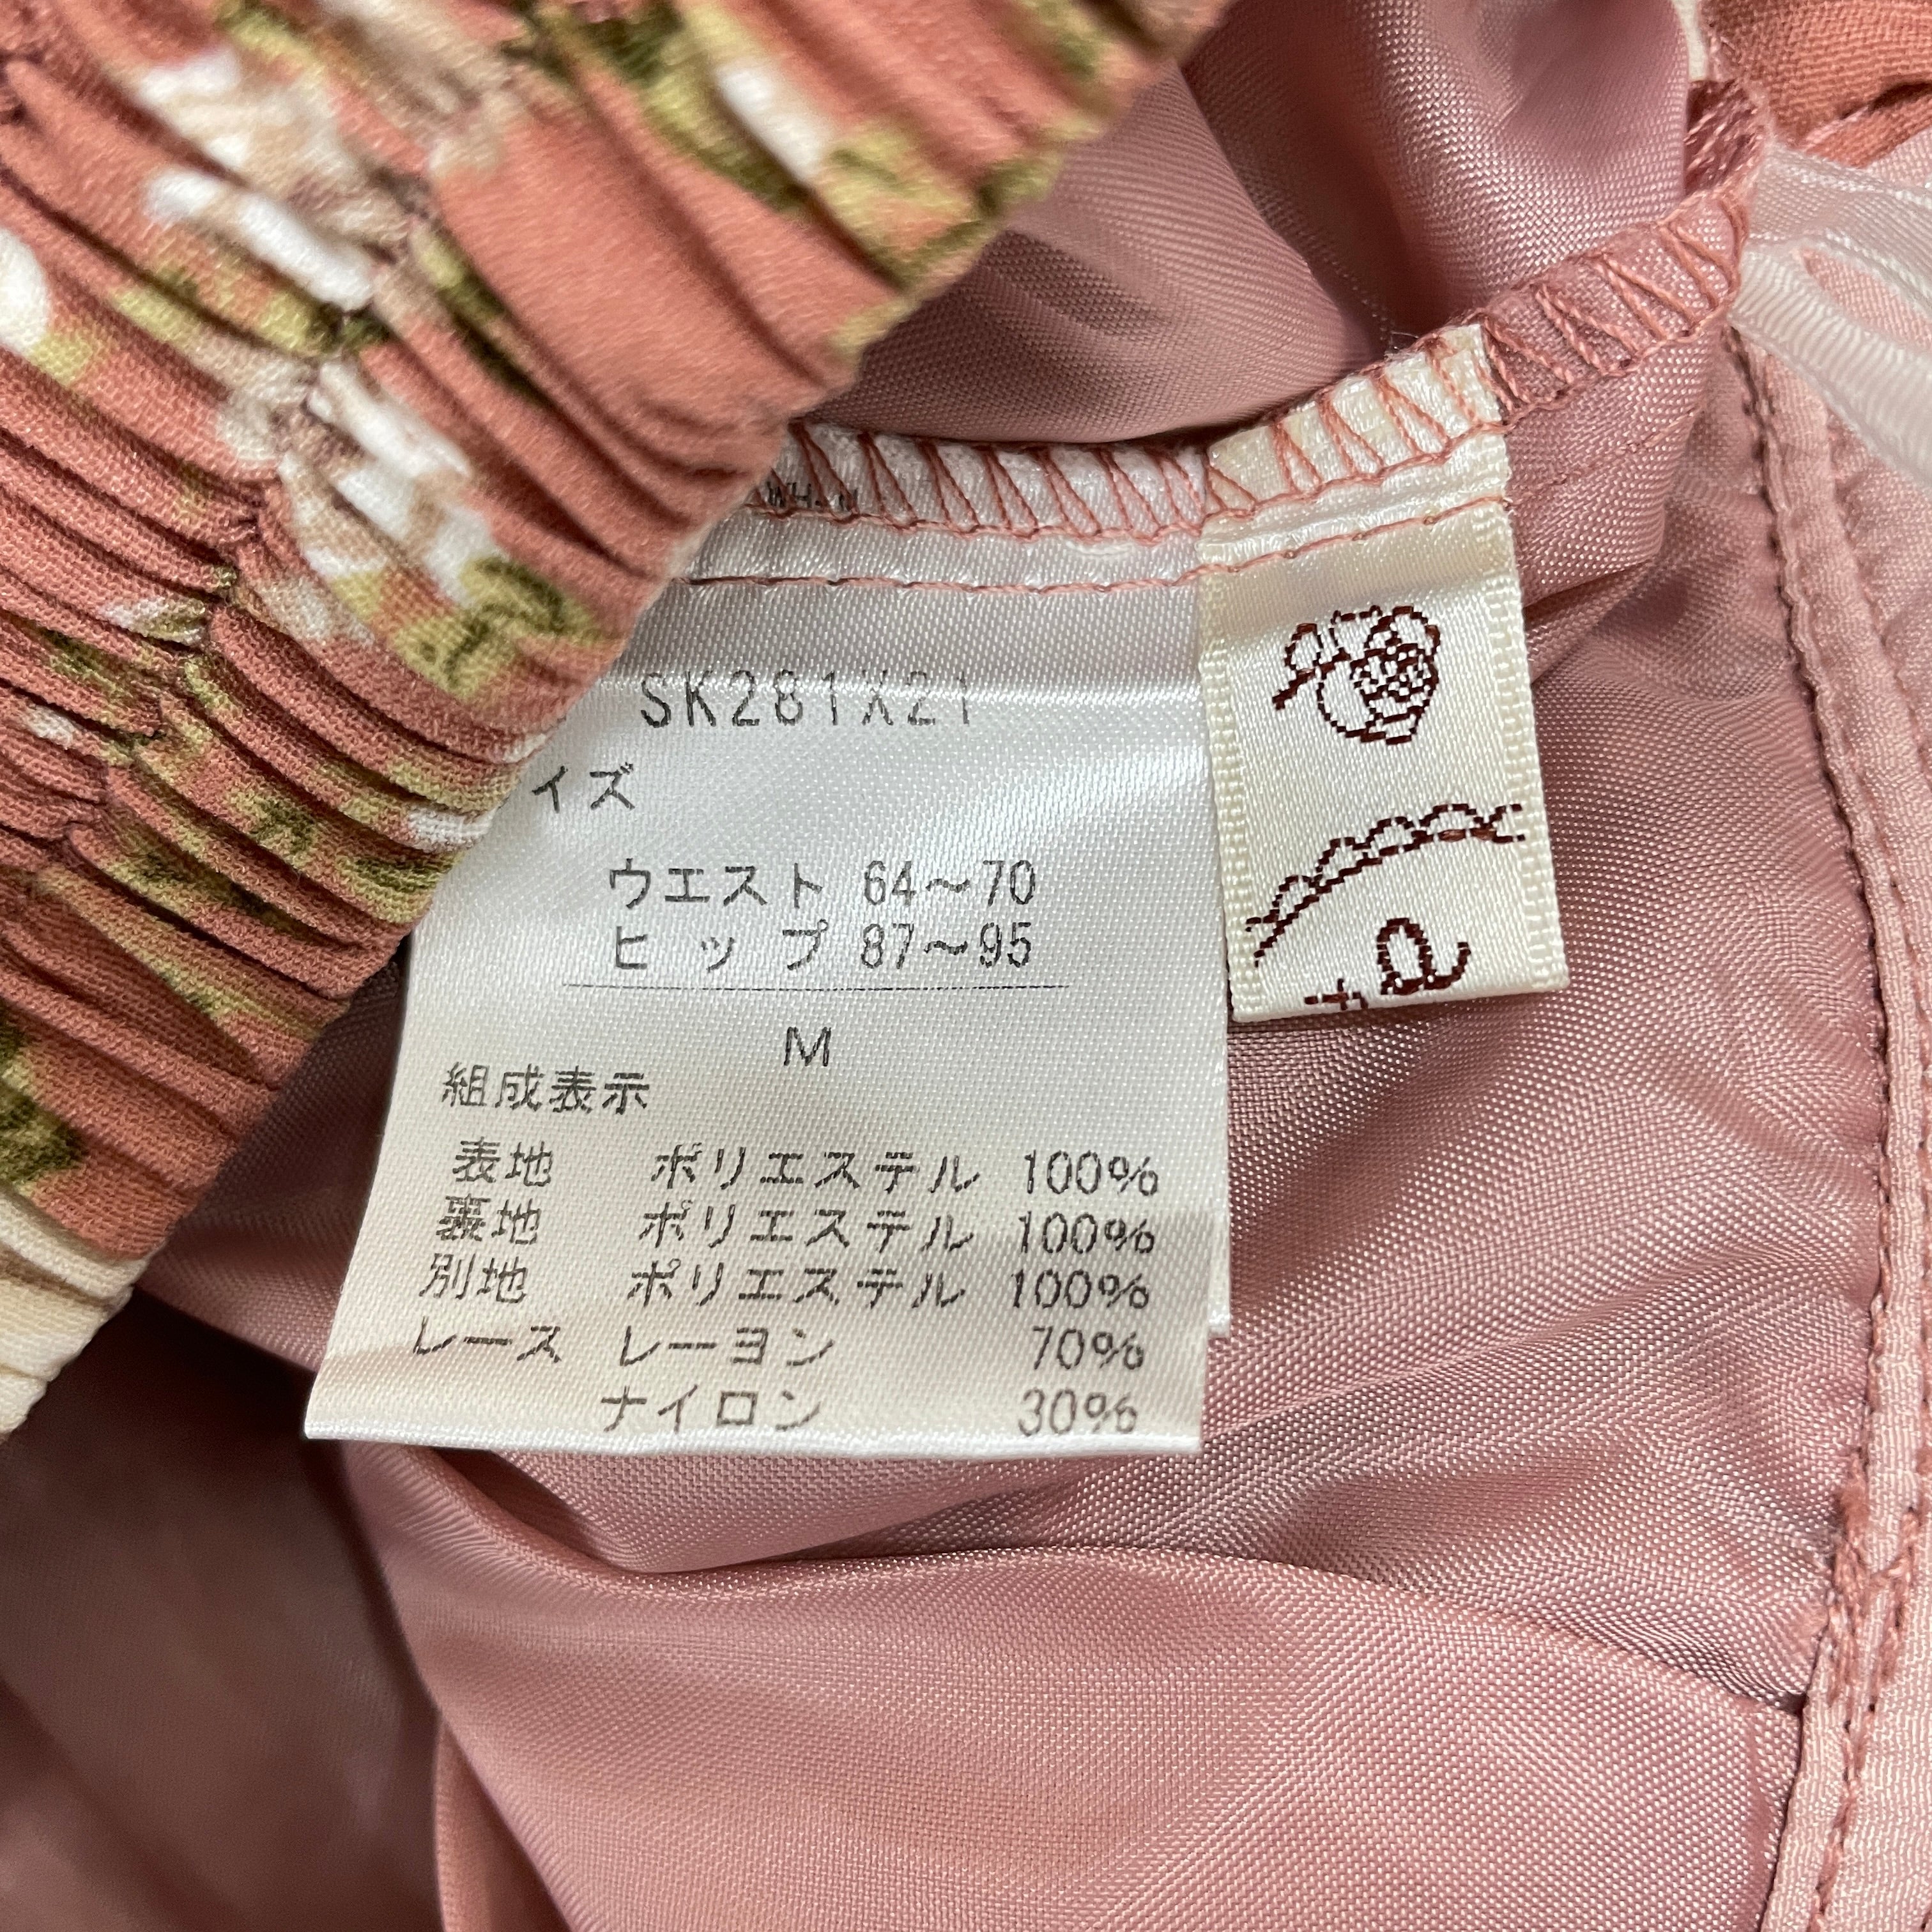 SK281X21
イズ
ウエスト 64～70
ヒップ 87～95
M
組成表示
表地 ポリエステル 100%
裏地 ポリエステル 100%
別地 ポリエステル 100%
レース レーヨン 70%
ナイロン 30%